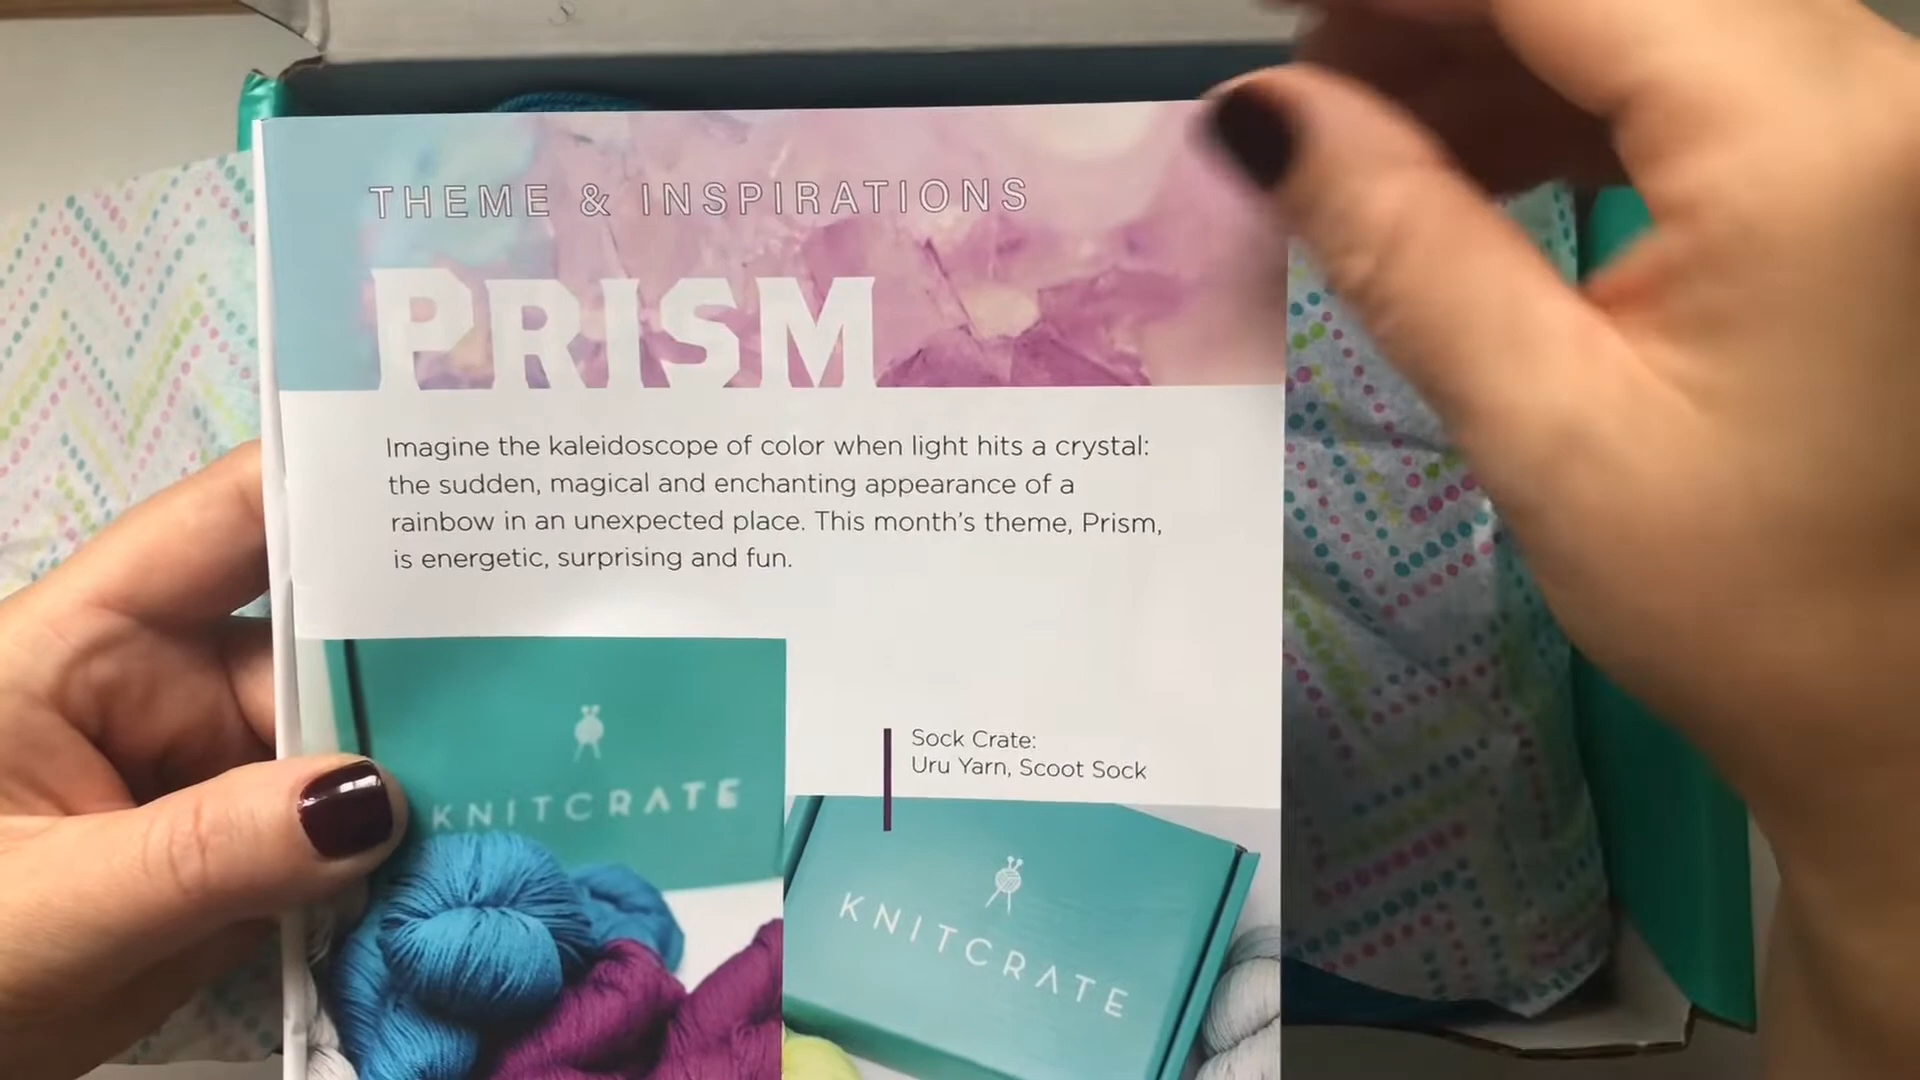 THEME & INSPIRATIONS
PRISM
Imagine the kaleidoscope of color when light hits a crystal:
the sudden, magical and enchanting appearance of a
rainbow in an unexpected place. This month's theme, Prism,
is energetic, surprising and fun.
Sock Crate:
Uru Yarn, Scoot Sock
KNITCRATE
KNITCRATE